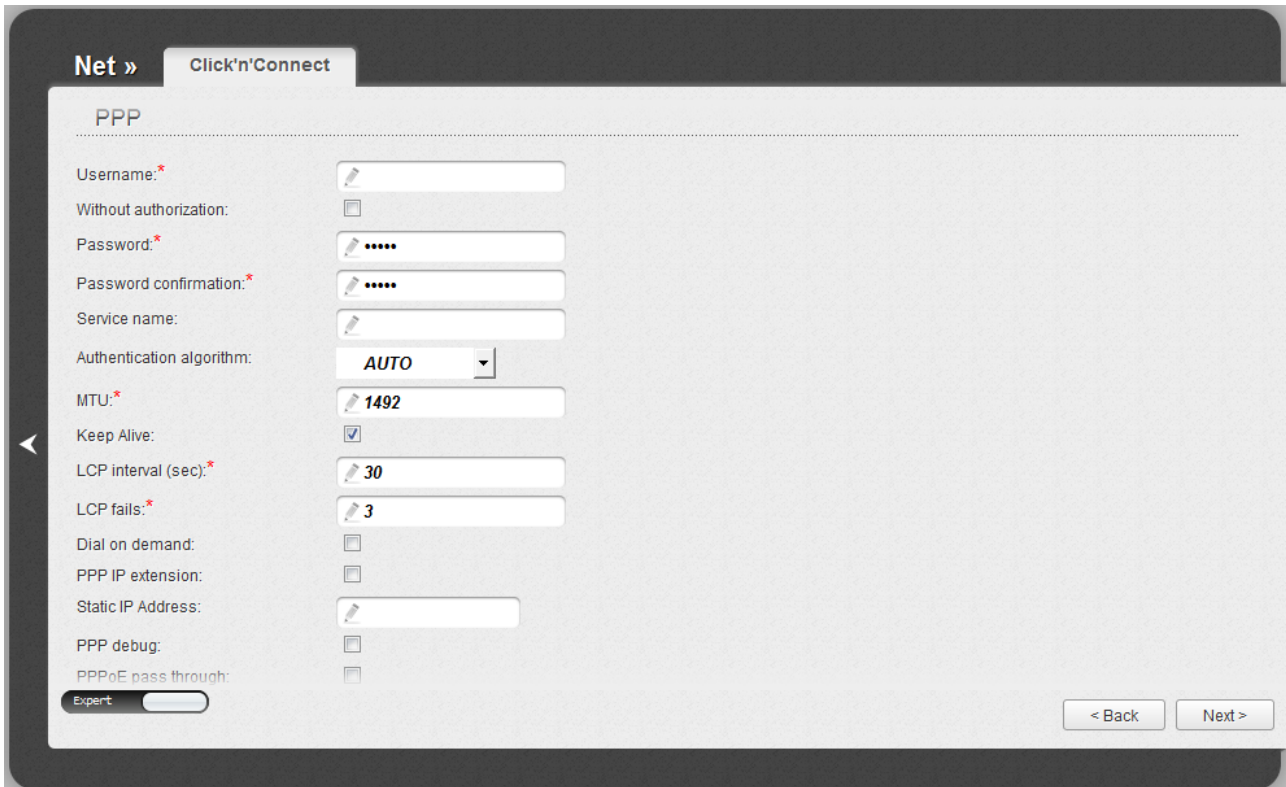 Net » Click'n'Connect
PPP
Username:*
Without authorization:
Password:* •••••
Password confirmation:* •••••
Service name:
Authentication algorithm: AUTO
MTU:* 1492
Keep Alive:
LCP interval (sec):* 30
LCP fails:* 3
Dial on demand:
PPP IP extension:
Static IP Address:
PPP debug:
PPPoE pass through:
Expert
< Back Next >